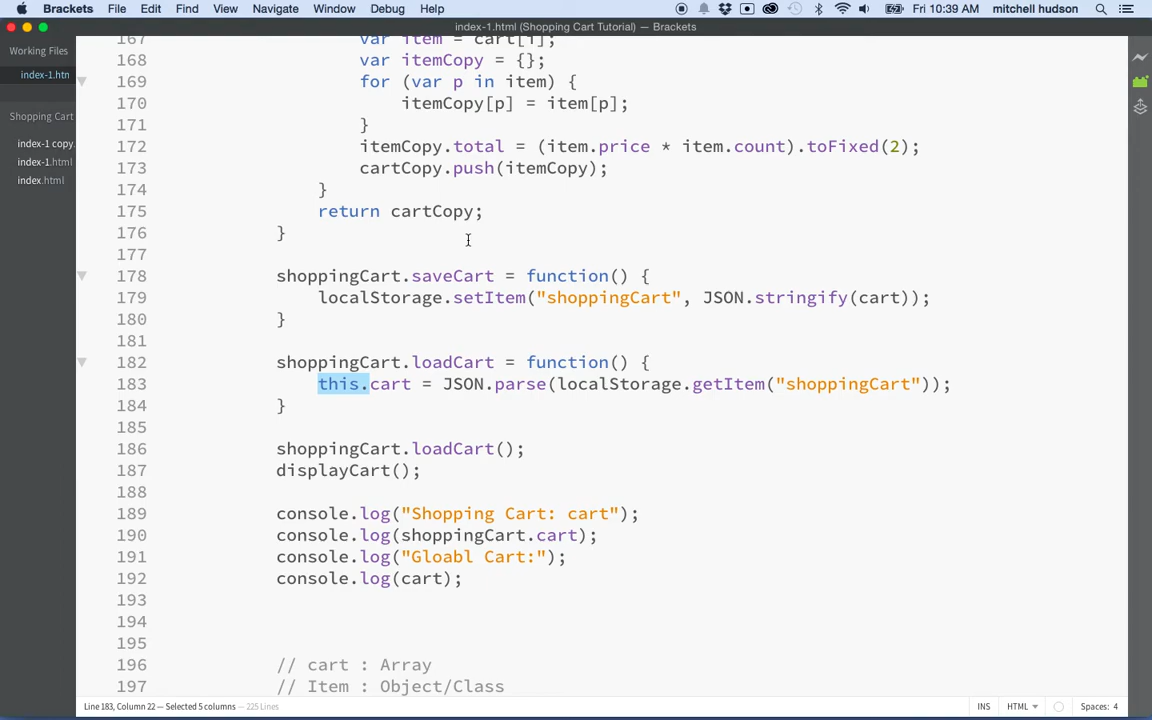 Brackets File Edit View Navigate Window Debug Help Fri 10:39 AM mitchell hudson
index-1.html (Shopping Cart Tutorial) — Brackets
Working Files
index-1.htn
Shopping Cart
index-1 copy.
index-1.html
index.html
167 var item = cart[i];
168 var itemCopy = {};
169 for (var p in item) {
170 itemCopy[p] = item[p];
171 }
172 itemCopy.total = (item.price * item.count).toFixed(2);
173 cartCopy.push(itemCopy);
174 }
175 return cartCopy;
176 }
177
178 shoppingCart.saveCart = function() {
179 localStorage.setItem("shoppingCart", JSON.stringify(cart));
180 }
181
182 shoppingCart.loadCart = function() {
183 this.cart = JSON.parse(localStorage.getItem("shoppingCart"));
184 }
185
186 shoppingCart.loadCart();
187 displayCart();
188
189 console.log("Shopping Cart: cart");
190 console.log(shoppingCart.cart);
191 console.log("Gloabl Cart:");
192 console.log(cart);
193
194
195
196 // cart : Array
197 // Item : Object/Class
Line 183, Column 22 — Selected 5 columns — 225 Lines INS HTML Spaces: 4